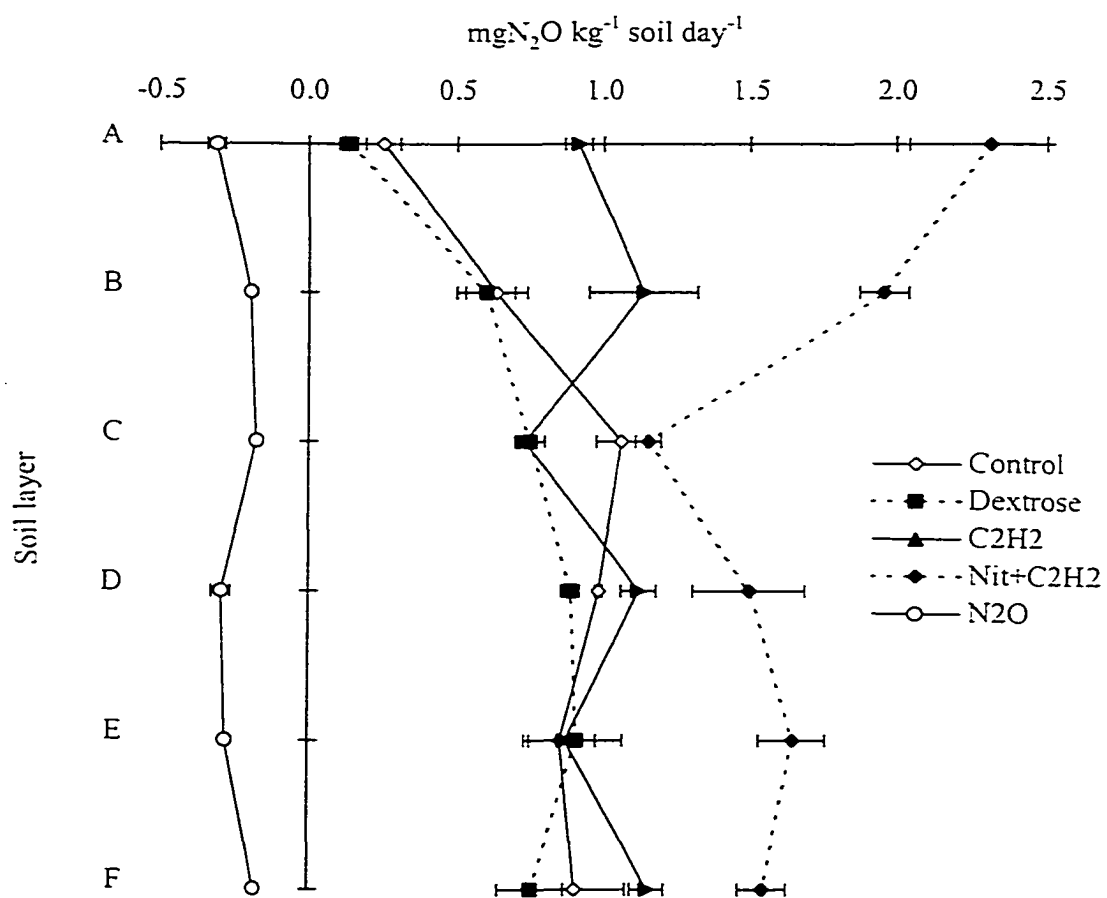 mgN₂O kg⁻¹ soil day⁻¹
-0.5 0.0 0.5 1.0 1.5 2.0 2.5
A
B
C
D
E
F
Soil layer
Control
Dextrose
C2H2
Nit+C2H2
N2O